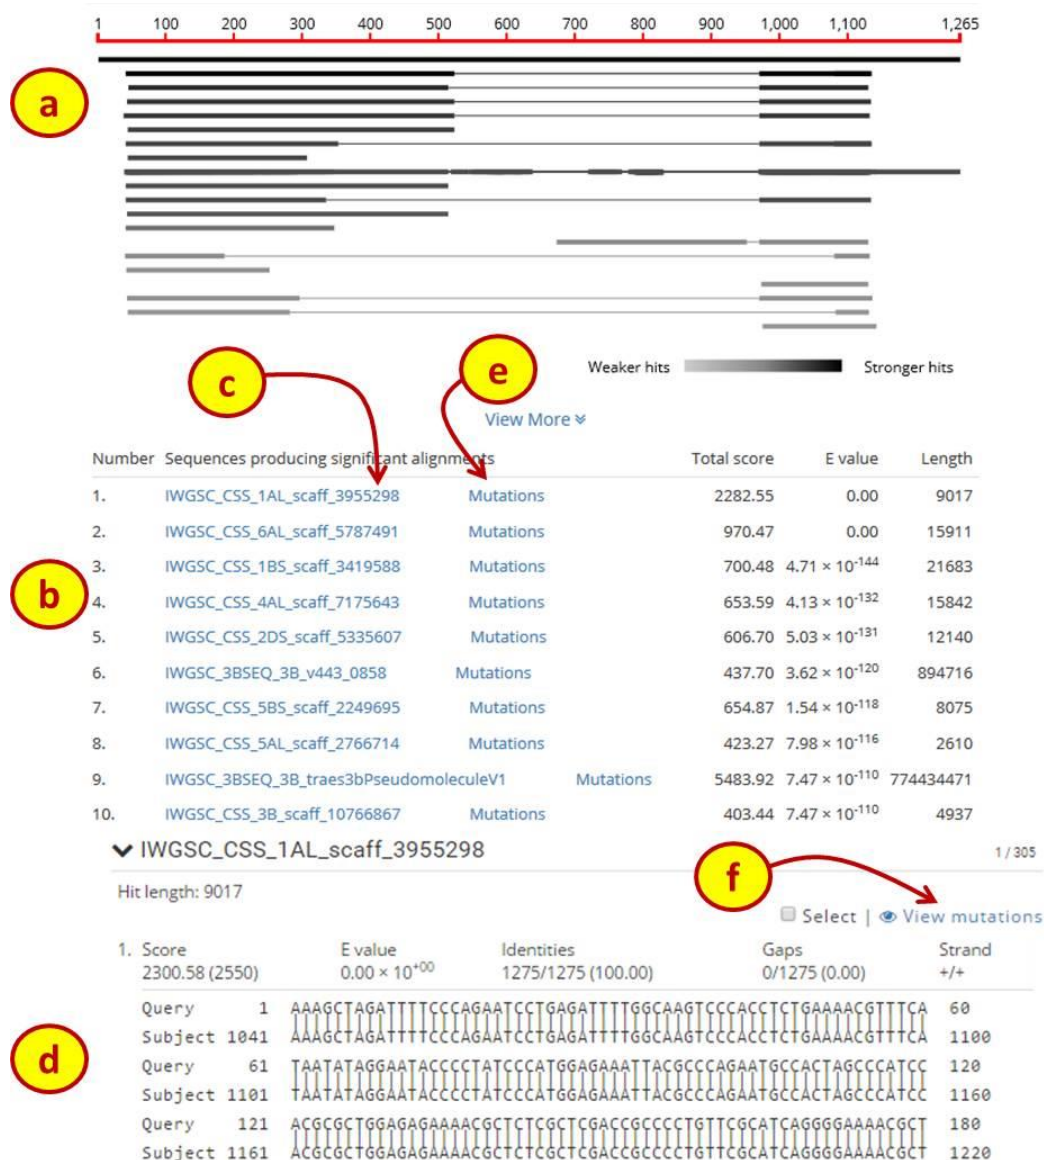 1 100 200 300 400 500 600 700 800 900 1,000 1,100 1,265
a
Weaker hits Stronger hits
c
e
View More
Number Sequences producing significant alignments Total score E value Length
1. IWGSC_CSS_1AL_scaff_3955298 Mutations 2282.55 0.00 9017
2. IWGSC_CSS_6AL_scaff_5787491 Mutations 970.47 0.00 15911
3. IWGSC_CSS_1BS_scaff_3419588 Mutations 700.48 4.71 × 10⁻¹⁴⁴ 21683
b
4. IWGSC_CSS_4AL_scaff_7175643 Mutations 653.59 4.13 × 10⁻¹³² 15842
5. IWGSC_CSS_2DS_scaff_5335607 Mutations 606.70 5.03 × 10⁻¹³¹ 12140
6. IWGSC_3BSEQ_3B_v443_0858 Mutations 437.70 3.62 × 10⁻¹²⁰ 894716
7. IWGSC_CSS_5BS_scaff_2249695 Mutations 654.87 1.54 × 10⁻¹¹⁸ 8075
8. IWGSC_CSS_5AL_scaff_2766714 Mutations 423.27 7.98 × 10⁻¹¹⁶ 2610
9. IWGSC_3BSEQ_3B_traes3bPseudomoleculeV1 Mutations 5483.92 7.47 × 10⁻¹¹⁰ 774434471
10. IWGSC_CSS_3B_scaff_10766867 Mutations 403.44 7.47 × 10⁻¹¹⁰ 4937
IWGSC_CSS_1AL_scaff_3955298 1 / 305
f
Hit length: 9017
Select | View mutations
1. Score E value Identities Gaps Strand
2300.58 (2550) 0.00 × 10⁺⁰⁰ 1275/1275 (100.00) 0/1275 (0.00) +/+
Query 1 AAAGCTAGATTTTCCCAGAATCCTGAGATTTTGGCAAGTCCCACCTCTGAAAACGTTTCA 60
Subject 1041 AAAGCTAGATTTTCCCAGAATCCTGAGATTTTGGCAAGTCCCACCTCTGAAAACGTTTCA 1100
d
Query 61 TAATATAGGAATACCCCTATCCCATGGAGAAATTACGCCCAGAATGCCACTAGCCCATCC 120
Subject 1101 TAATATAGGAATACCCCTATCCCATGGAGAAATTACGCCCAGAATGCCACTAGCCCATCC 1160
Query 121 ACGCGCTGGAGAGAAAACGCTCTCGCTCGACCGCCCCTGTTCGCATCAGGGGAAAACGCT 180
Subject 1161 ACGCGCTGGAGAGAAAACGCTCTCGCTCGACCGCCCCTGTTCGCATCAGGGGAAAACGCT 1220